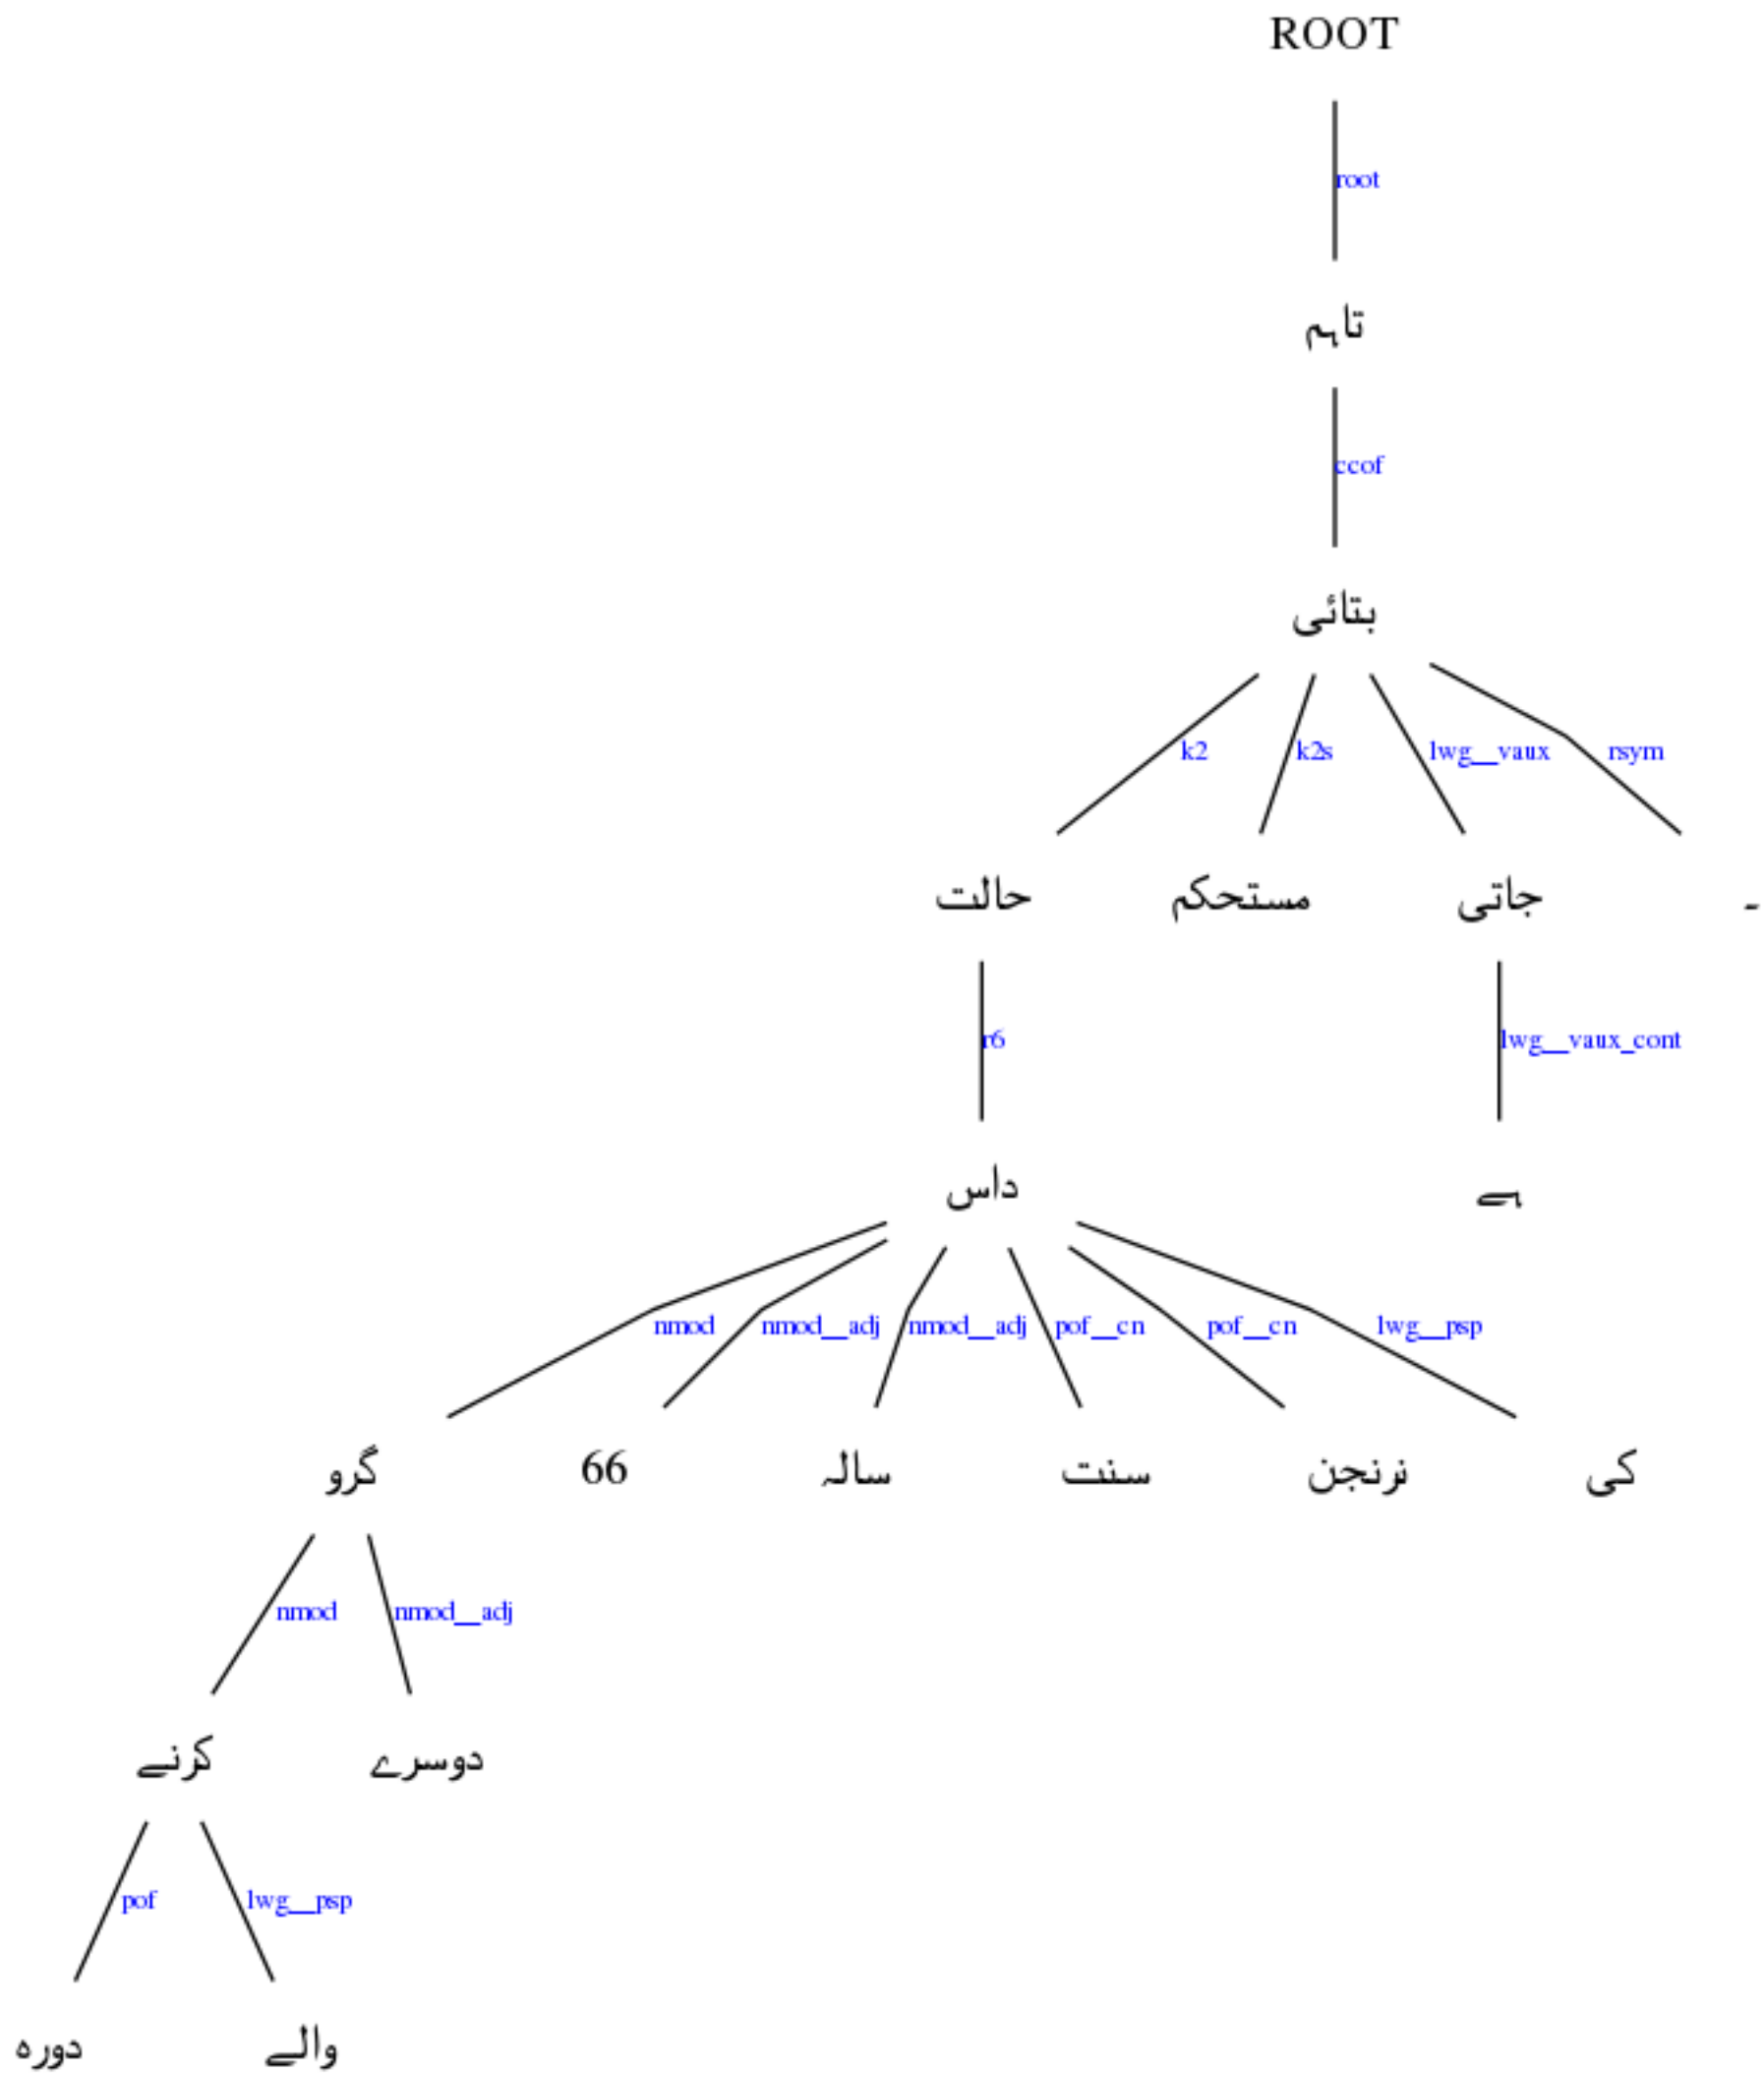 ROOT
root
تاہم
ccof
بتائی
k2 k2s lwg__vaux rsym
حالت مستحکم جاتی ۔
r6 lwg__vaux_cont
داس ہے
nmod nmod__adj nmod__adj pof__cn pof__cn lwg__psp
گرو 66 سالہ سنت نرنجن کی
nmod nmod__adj
کرنے دوسرے
pof lwg__psp
دورہ والے